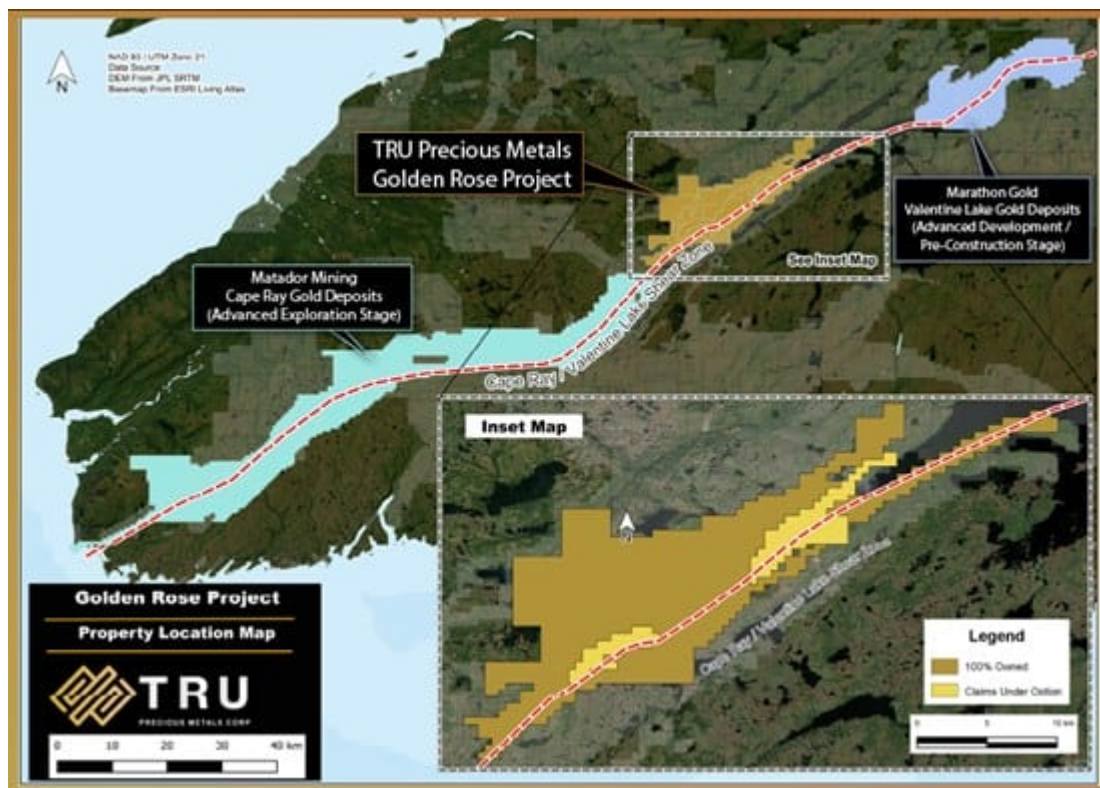 N
NAD 83 / UTM Zone 21
Data Source:
DEM From JPL SRTM
Basemap From ESRI Living Atlas
TRU Precious Metals
Golden Rose Project
Marathon Gold
Valentine Lake Gold Deposits
(Advanced Development /
Pre-Construction Stage)
See Inset Map
Matador Mining
Cape Ray Gold Deposits
(Advanced Exploration Stage)
Cape Ray / Valentine Lake Shear Zone
Inset Map
N
Cape Ray / Valentine Lake Shear Zone
Legend
100% Owned
Claims Under Option
0 5 10 km
Golden Rose Project
Property Location Map
TRU
PRECIOUS METALS CORP
0 10 20 30 40 km